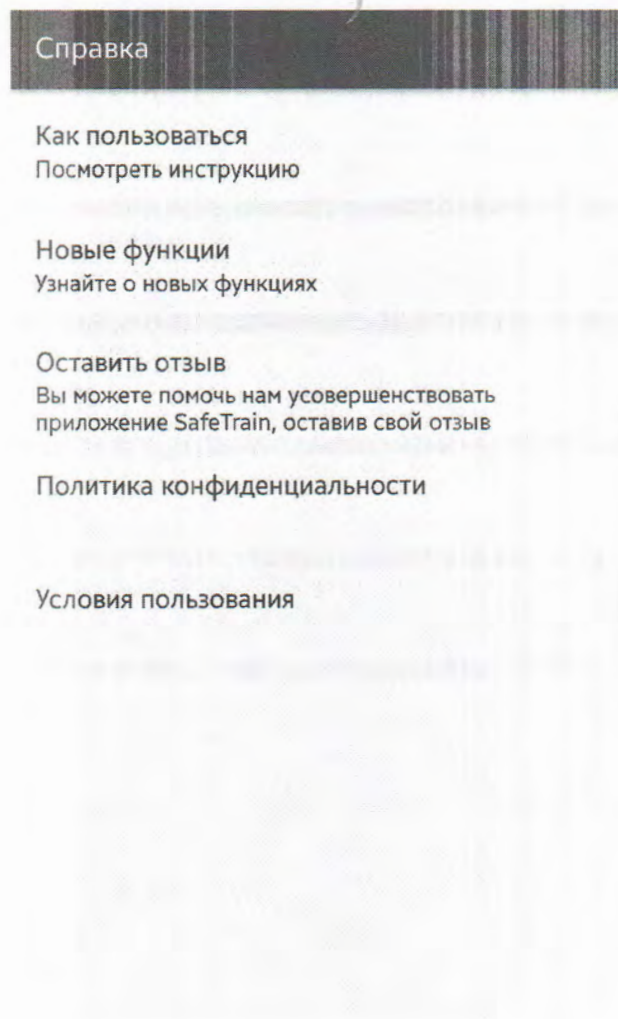 Справка
Как пользоваться
Посмотреть инструкцию
Новые функции
Узнайте о новых функциях
Оставить отзыв
Вы можете помочь нам усовершенствовать
приложение SafeTrain, оставив свой отзыв
Политика конфиденциальности
Условия пользования